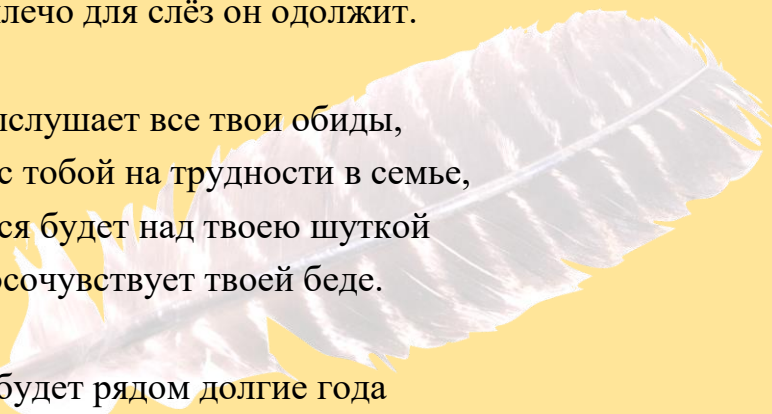 лечо для слёз он одолжит.
слушает все твои обиды,
с тобой на трудности в семье,
ся будет над твоею шуткой
сочувствует твоей беде.
будет рядом долгие года